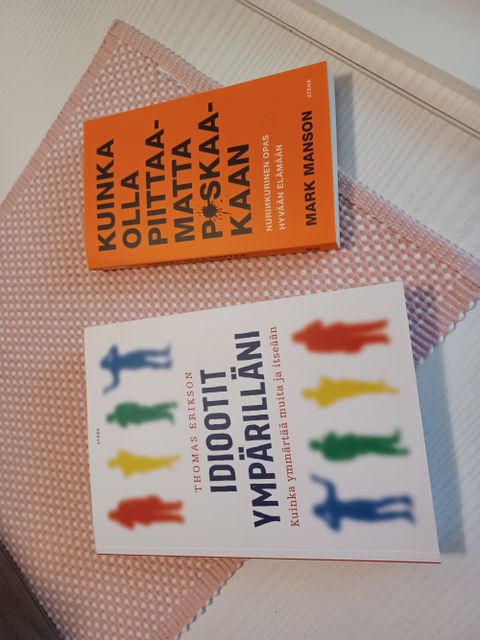 KUINKA
OLLA
PIITTAA-
MATTA
P*SKAA-
KAAN
NURINKURINEN OPAS
HYVÄÄN ELÄMÄÄN
MARK MANSON
ATENA
ATENA
THOMAS ERIKSON
IDIOOTIT
YMPÄRILLÄNI
Kuinka ymmärtää muita ja itseään